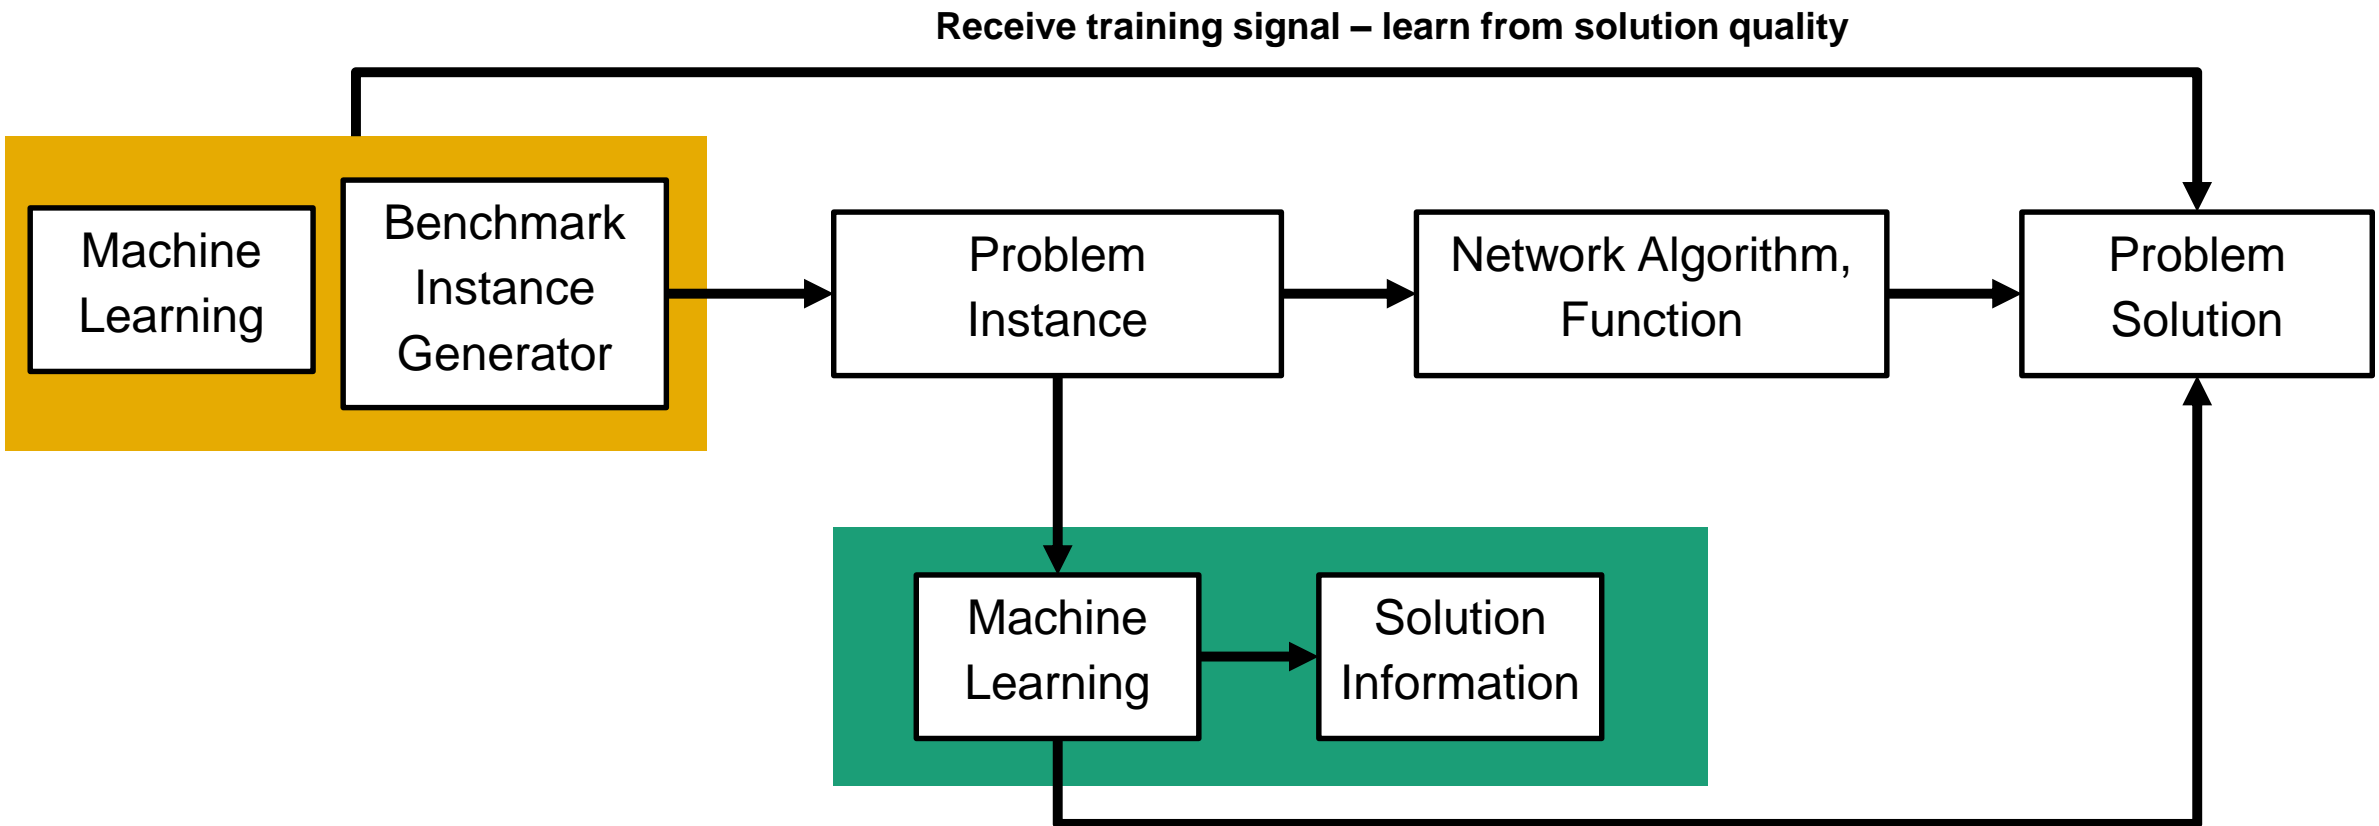 Receive training signal – learn from solution quality
Machine
Learning
Benchmark
Instance
Generator
Problem
Instance
Network Algorithm,
Function
Problem
Solution
Machine
Learning
Solution
Information